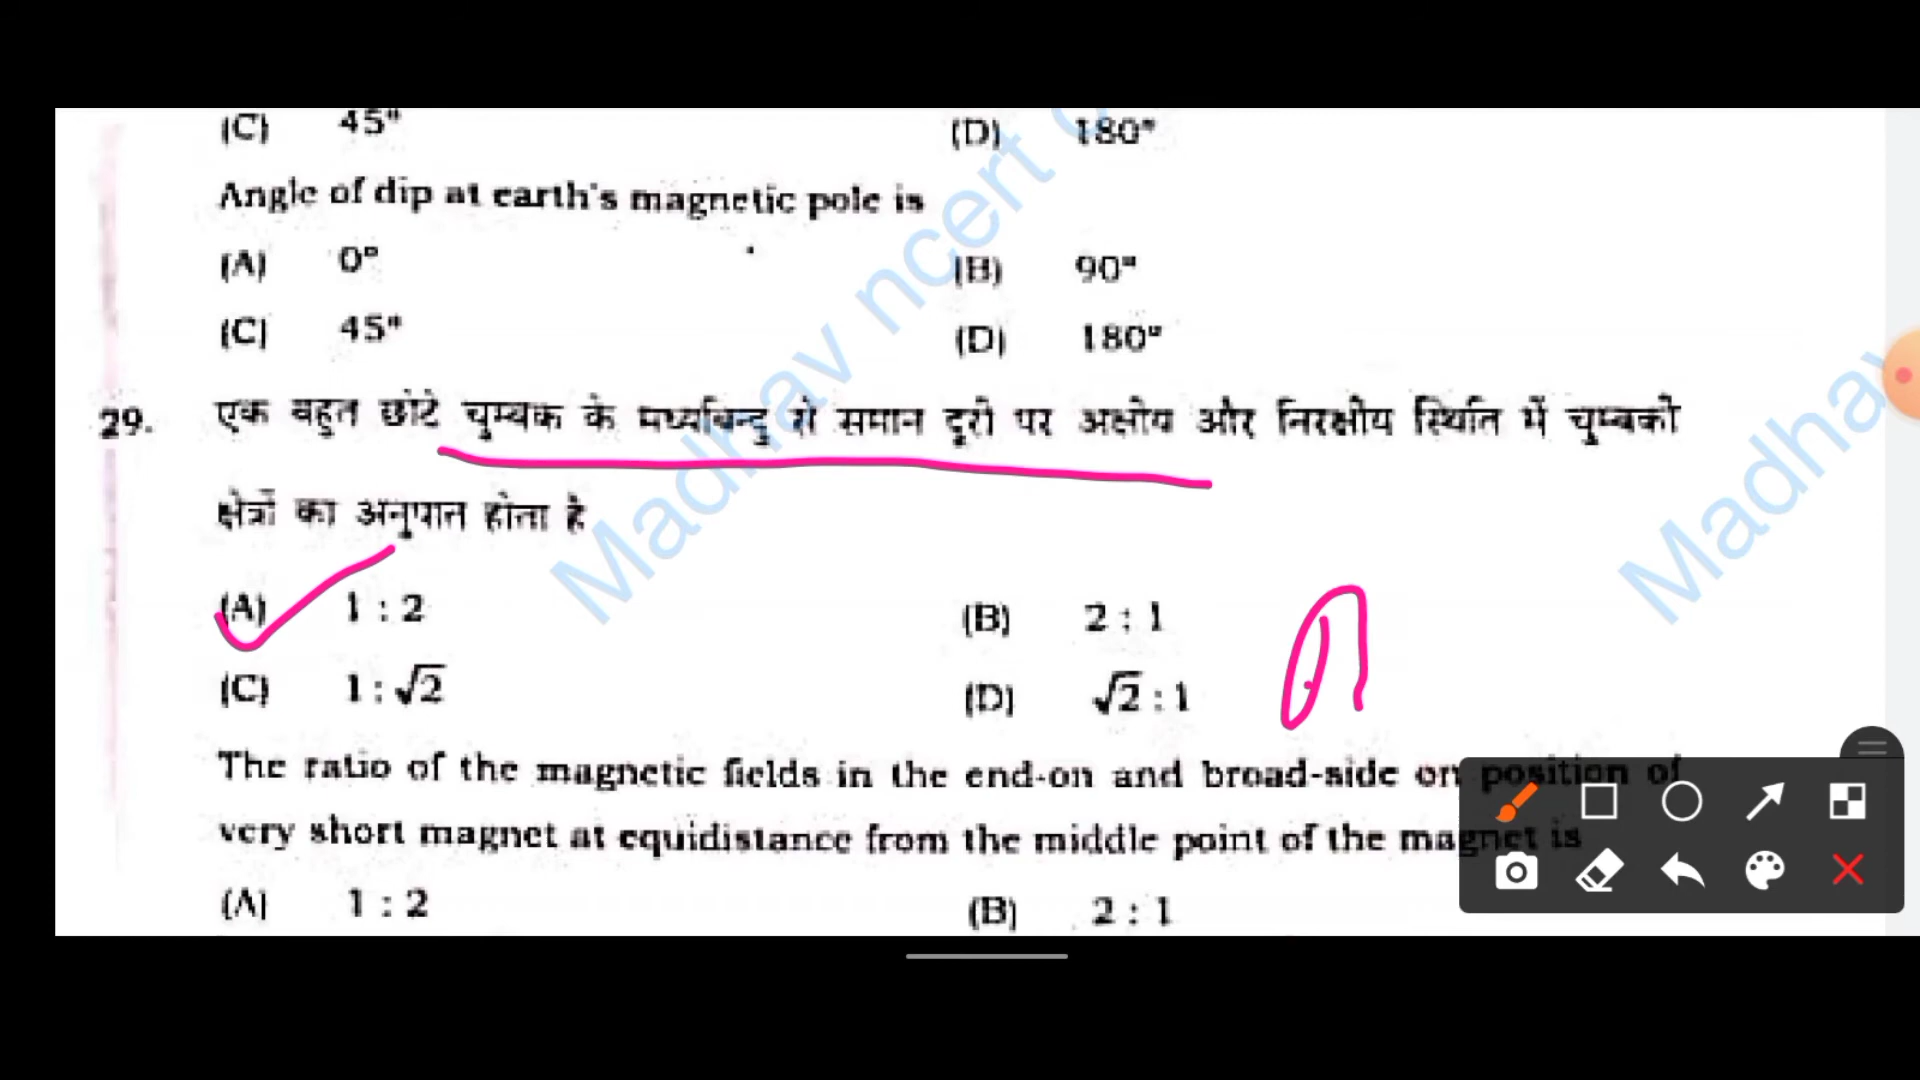 (C) 45° (D) 180°
Angle of dip at earth's magnetic pole is
(A) 0° (B) 90°
(C) 45° (D) 180°
29. एक बहुत छोटे चुम्बक के मध्यबिन्दु से समान दूरी पर अक्षीय और निरक्षीय स्थिति में चुम्बकी
क्षेत्रों का अनुपात होता है
(A) 1 : 2 (B) 2 : 1
(C) 1 : √2 (D) √2 : 1
The ratio of the magnetic fields in the end-on and broad-side on position of
very short magnet at equidistance from the middle point of the magnet is
(A) 1 : 2 (B) 2 : 1
Madhav ncert
Madhav